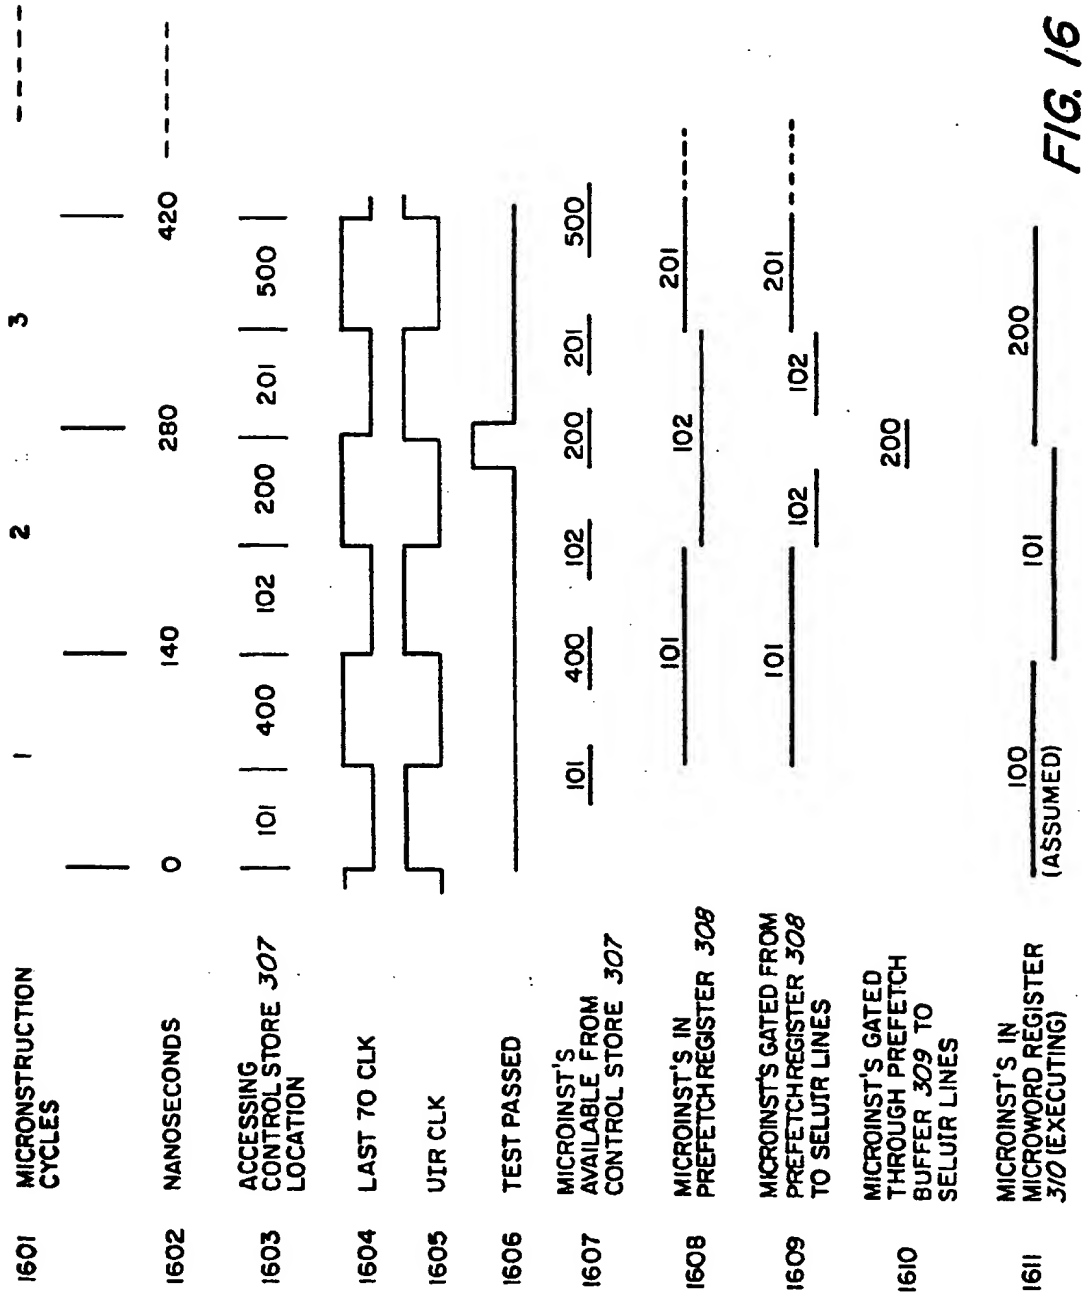 1601 MICRONSTRUCTION CYCLES 1 2 3
1602 NANOSECONDS 0 140 280 420
1603 ACCESSING CONTROL STORE 307 LOCATION 101 400 102 200 201 500
1604 LAST 70 CLK
1605 UIR CLK
1606 TEST PASSED
1607 MICROINST'S AVAILABLE FROM CONTROL STORE 307 101 400 102 200 201 500
1608 MICROINST'S IN PREFETCH REGISTER 308 101 102 201
1609 MICROINST'S GATED FROM PREFETCH REGISTER 308 TO SELUIR LINES 101 102 102 201
1610 MICROINST'S GATED THROUGH PREFETCH BUFFER 309 TO SELUIR LINES 200
1611 MICROINST'S IN MICROWORD REGISTER 310 (EXECUTING) 100 (ASSUMED) 101 200
FIG. 16